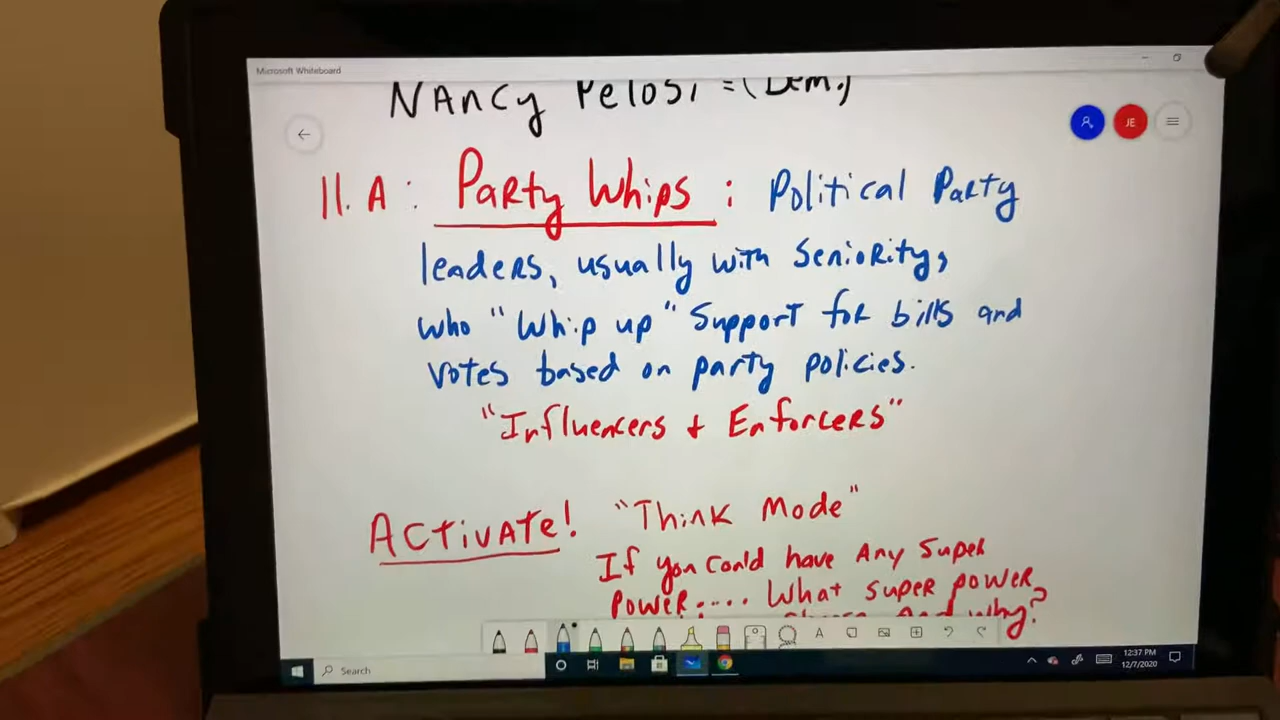 Microsoft Whiteboard
NANCY Pelosi = (Dem.)
JE
11. A : Party Whips : Political Party
leaders, usually with Seniority,
who "Whip up" Support for bills and
votes based on party policies.
"Influencers + Enforcers"
ACTIVATE! "Think Mode"
If you could have Any Super
Power.... What super power
And Why?
A
Search
12:37 PM
12/7/2020